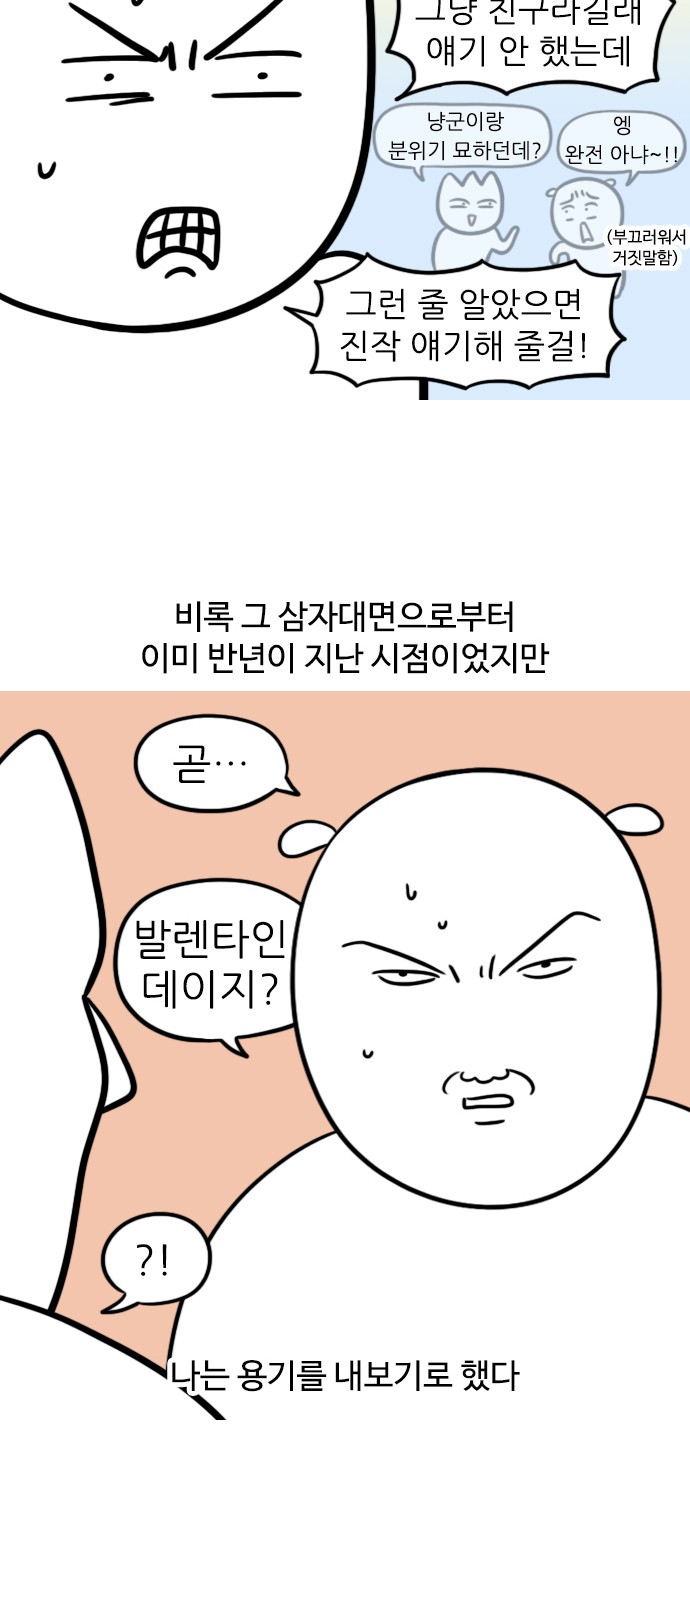 그냥 친구라길래
얘기 안 했는데
냥군이랑
분위기 묘하던데?
엥
완전 아냐~!!
(부끄러워서
거짓말함)
그런 줄 알았으면
진작 얘기해 줄걸!
비록 그 삼자대면으로부터
이미 반년이 지난 시점이었지만
곧…
발렌타인
데이지?
?!
나는 용기를 내보기로 했다